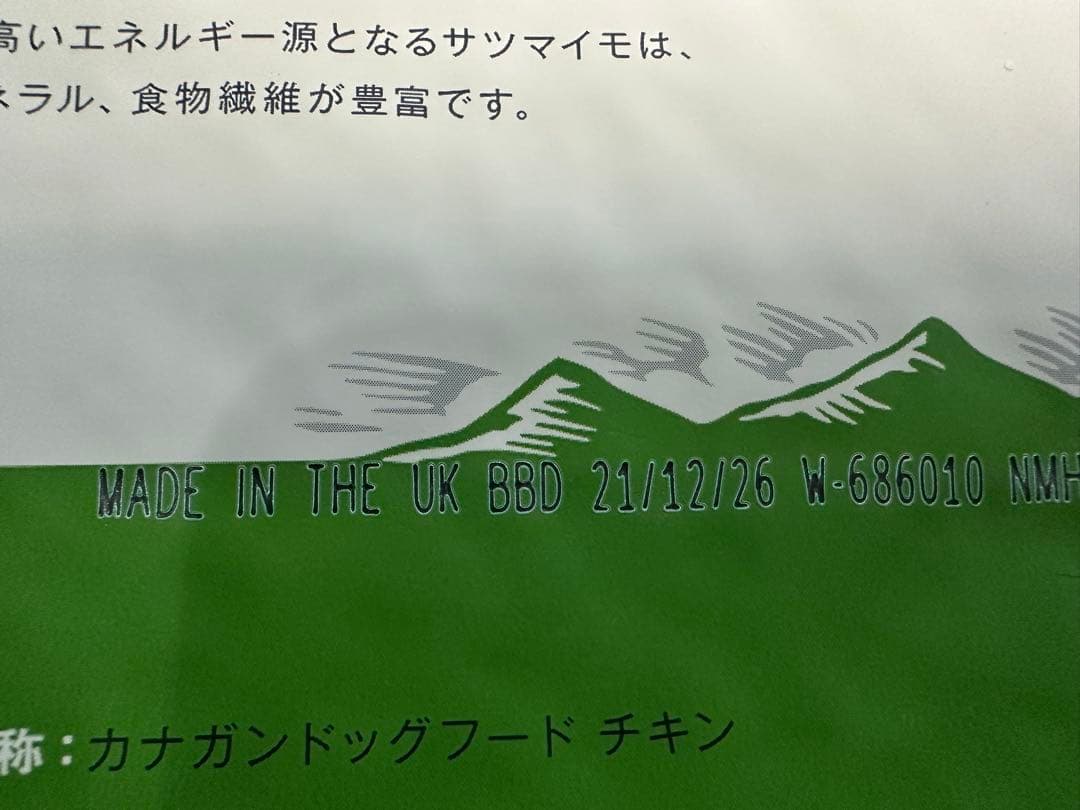 高いエネルギー源となるサツマイモは、
ネラル、食物繊維が豊富です。
MADE IN THE UK BBD 21/12/26 W-686010 NMH
称：カナガンドッグフード チキン